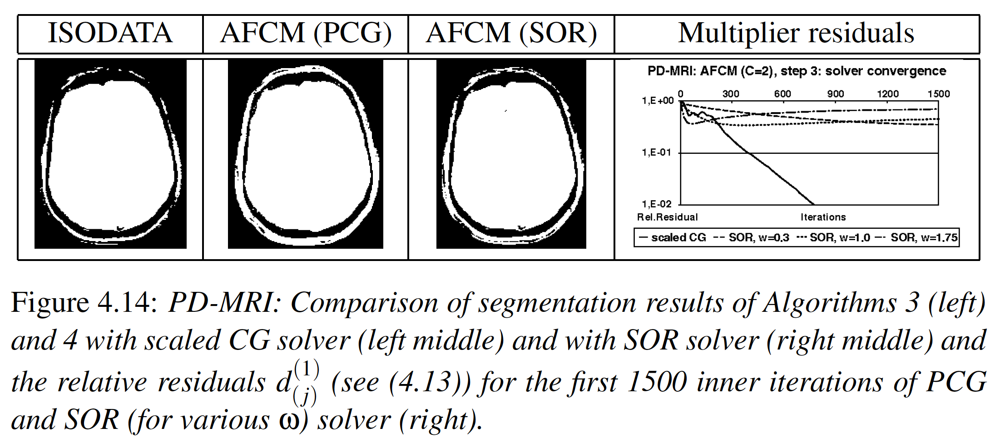 ISODATA AFCM (PCG) AFCM (SOR) Multiplier residuals
PD-MRI: AFCM (C=2), step 3: solver convergence
0 300 600 900 1200 1500
1,E+00
1,E-01
1,E-02
Rel.Residual Iterations
— scaled CG -- SOR, w=0.3 ··· SOR, w=1.0 —- SOR, w=1.75
Figure 4.14: PD-MRI: Comparison of segmentation results of Algorithms 3 (left)
and 4 with scaled CG solver (left middle) and with SOR solver (right middle) and
the relative residuals d_{(j)}^{(1)} (see (4.13)) for the first 1500 inner iterations of PCG
and SOR (for various ω) solver (right).